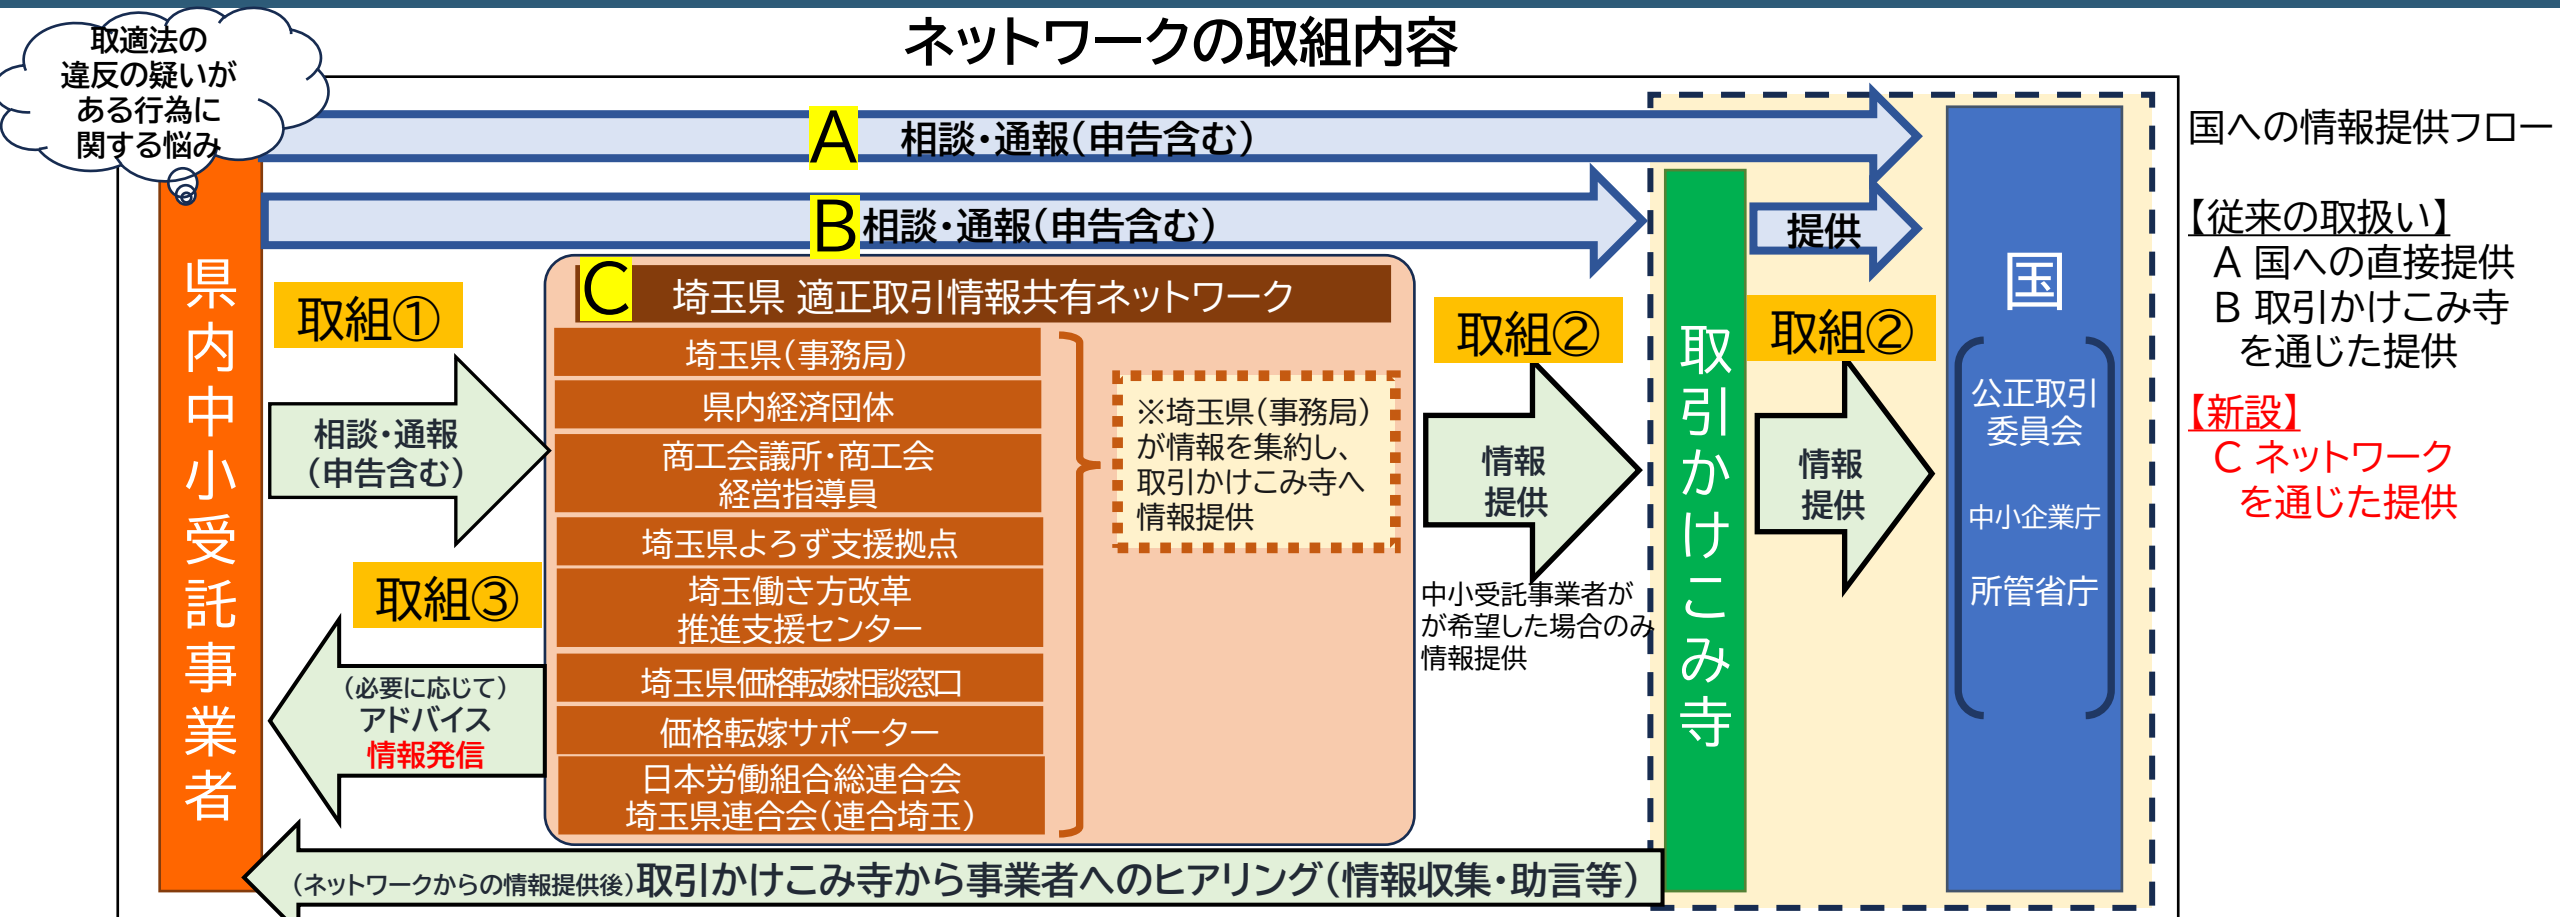 ネットワークの取組内容
取適法の
違反の疑いが
ある行為に
関する悩み
A 相談・通報(申告含む)
B 相談・通報(申告含む)
提供
県内中小受託事業者
取組①
相談・通報
(申告含む)
取組③
(必要に応じて)
アドバイス
情報発信
C 埼玉県 適正取引情報共有ネットワーク
埼玉県(事務局)
県内経済団体
商工会議所・商工会
経営指導員
埼玉県よろず支援拠点
埼玉働き方改革
推進支援センター
埼玉県価格転嫁相談窓口
価格転嫁サポーター
日本労働組合総連合会
埼玉県連合会(連合埼玉)
※埼玉県(事務局)
が情報を集約し、
取引かけこみ寺へ
情報提供
取組②
情報
提供
中小受託事業者が
が希望した場合のみ
情報提供
取引かけこみ寺
取組②
情報
提供
国
公正取引
委員会
中小企業庁
所管省庁
(ネットワークからの情報提供後)取引かけこみ寺から事業者へのヒアリング(情報収集・助言等)
国への情報提供フロー
【従来の取扱い】
A 国への直接提供
B 取引かけこみ寺
を通じた提供
【新設】
C ネットワーク
を通じた提供